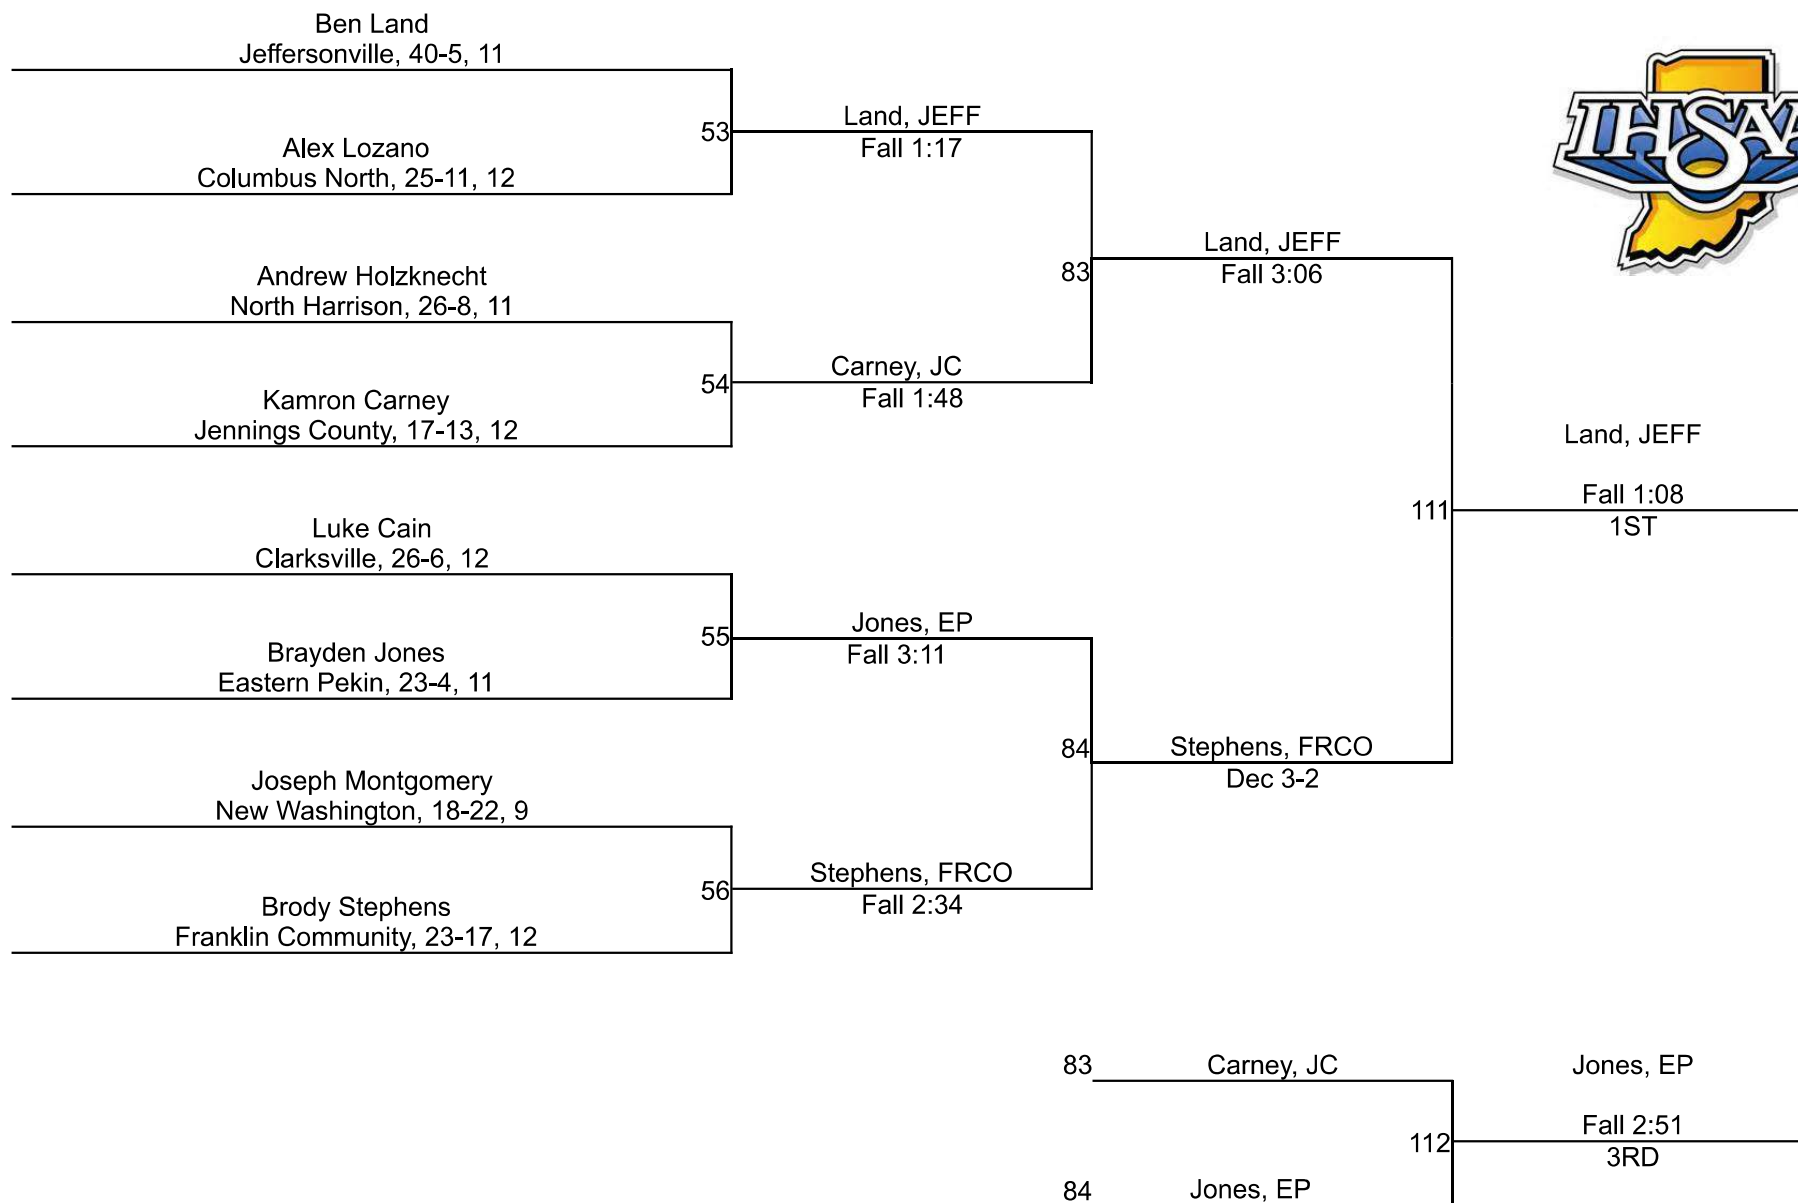 Ben Land
Jeffersonville, 40-5, 11
53
Land, JEFF
Fall 1:17
Alex Lozano
Columbus North, 25-11, 12
IHSAA
83
Land, JEFF
Fall 3:06
Andrew Holzknecht
North Harrison, 26-8, 11
54
Carney, JC
Fall 1:48
Kamron Carney
Jennings County, 17-13, 12
111
Land, JEFF
Fall 1:08
1ST
Luke Cain
Clarksville, 26-6, 12
55
Jones, EP
Fall 3:11
Brayden Jones
Eastern Pekin, 23-4, 11
84
Stephens, FRCO
Dec 3-2
Joseph Montgomery
New Washington, 18-22, 9
56
Stephens, FRCO
Fall 2:34
Brody Stephens
Franklin Community, 23-17, 12
83
Carney, JC
Jones, EP
112
Fall 2:51
3RD
84
Jones, EP